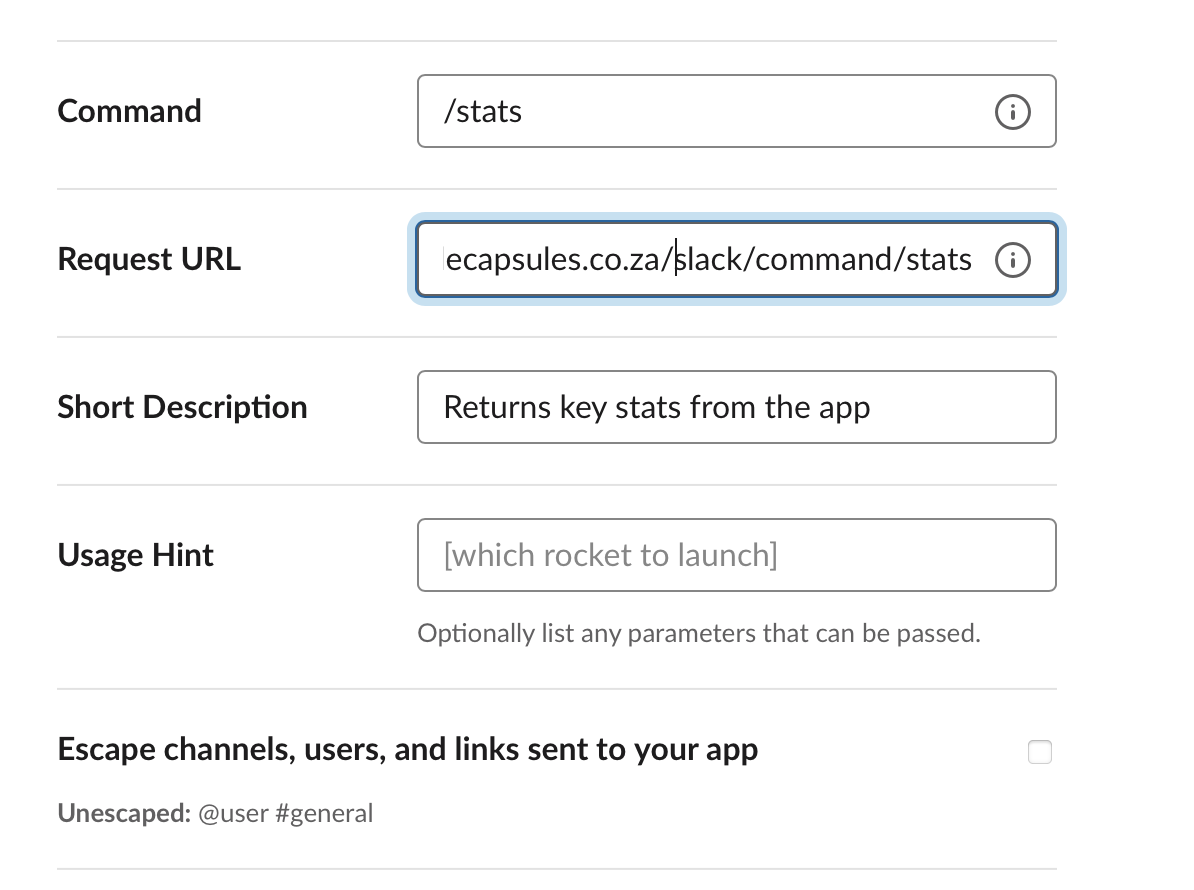 Command
/stats
Request URL
ecapsules.co.za/slack/command/stats
Short Description
Returns key stats from the app
Usage Hint
[which rocket to launch]
Optionally list any parameters that can be passed.
Escape channels, users, and links sent to your app
Unescaped: @user #general